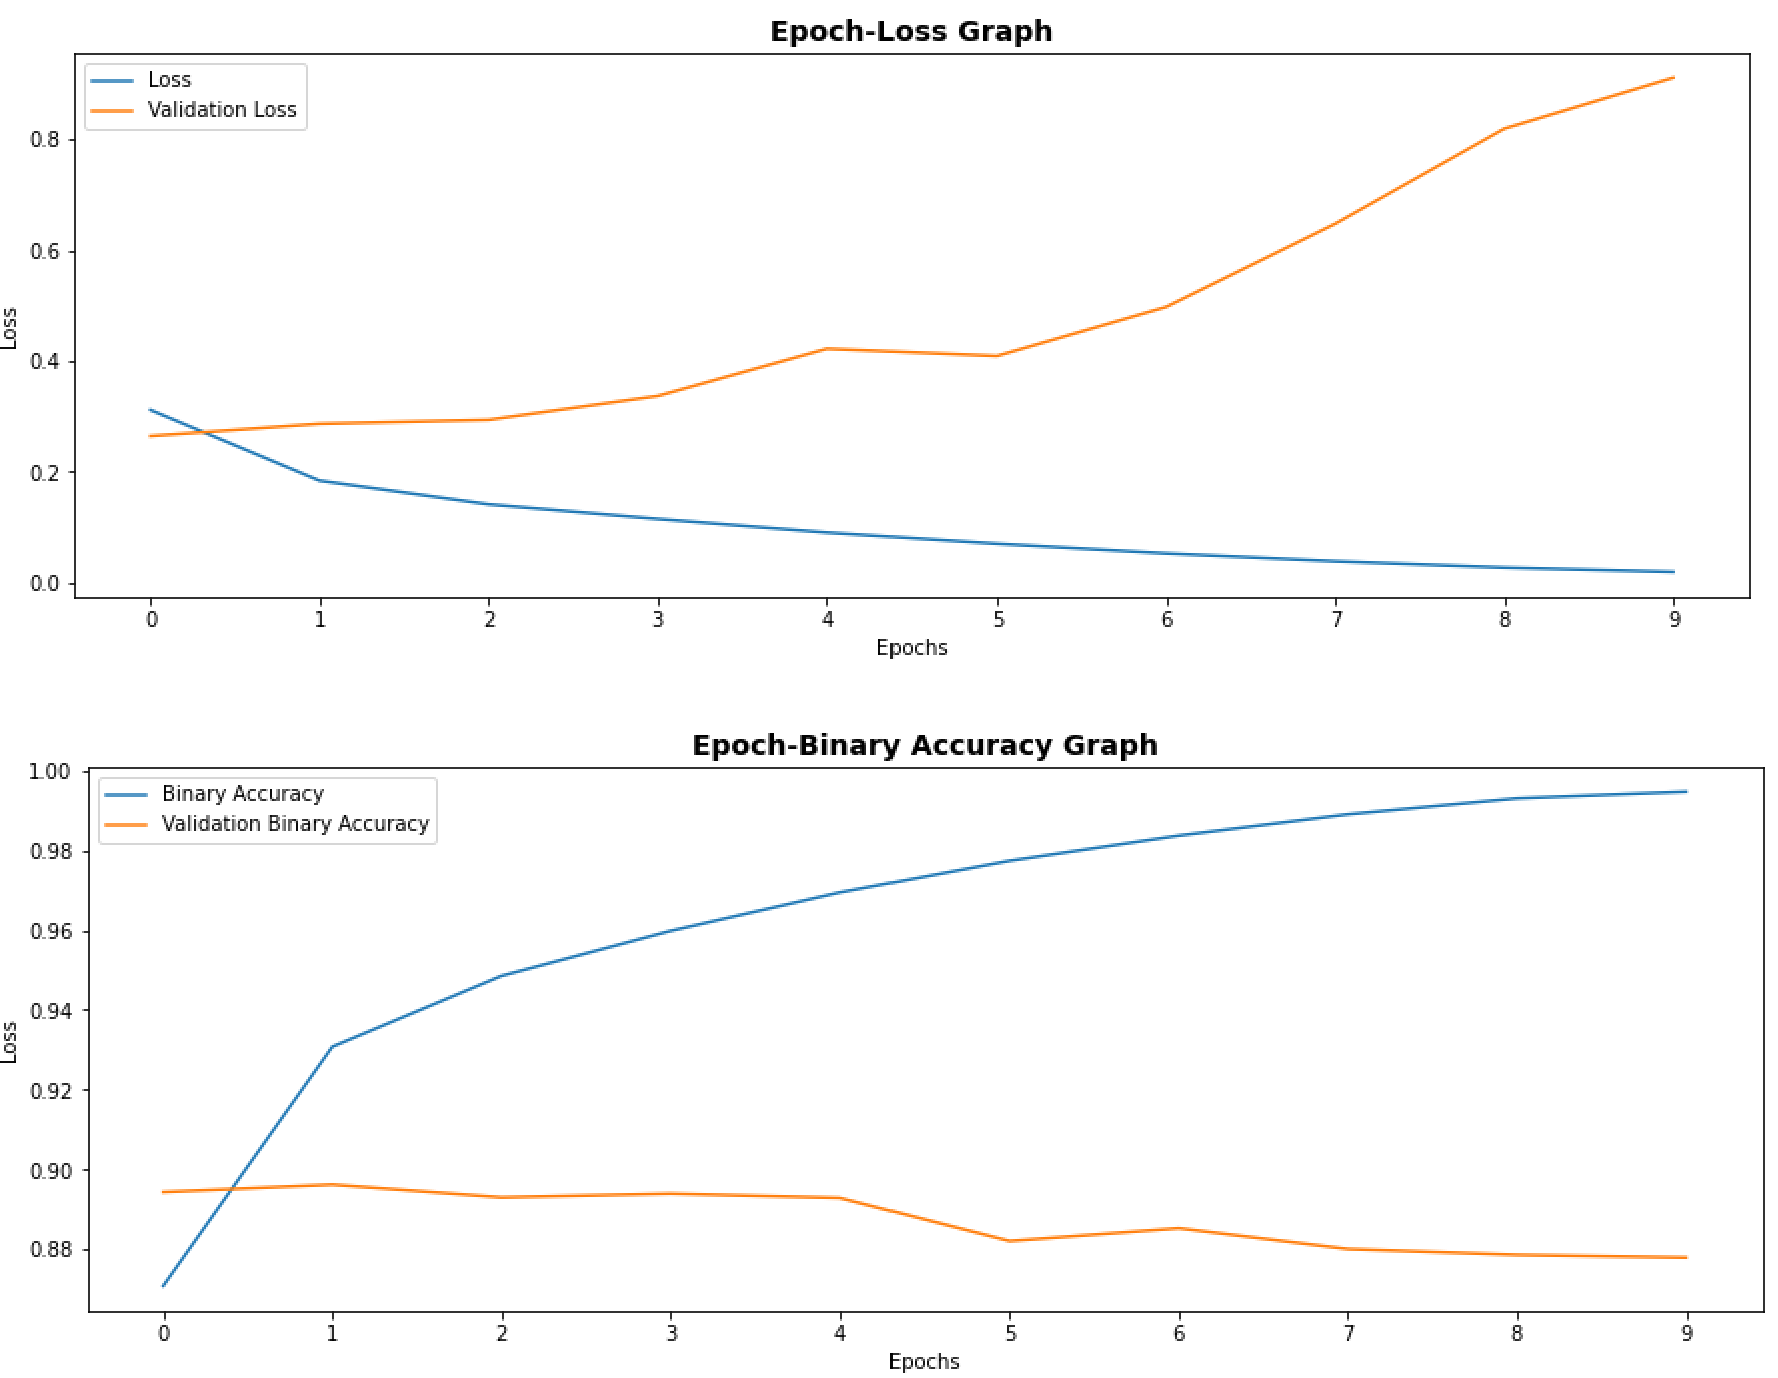 Epoch-Loss Graph
Loss
Validation Loss
0.8
0.6
0.4
0.2
0.0
Loss
0 1 2 3 4 5 6 7 8 9
Epochs
Epoch-Binary Accuracy Graph
Binary Accuracy
Validation Binary Accuracy
1.00
0.98
0.96
0.94
0.92
0.90
0.88
Loss
0 1 2 3 4 5 6 7 8 9
Epochs